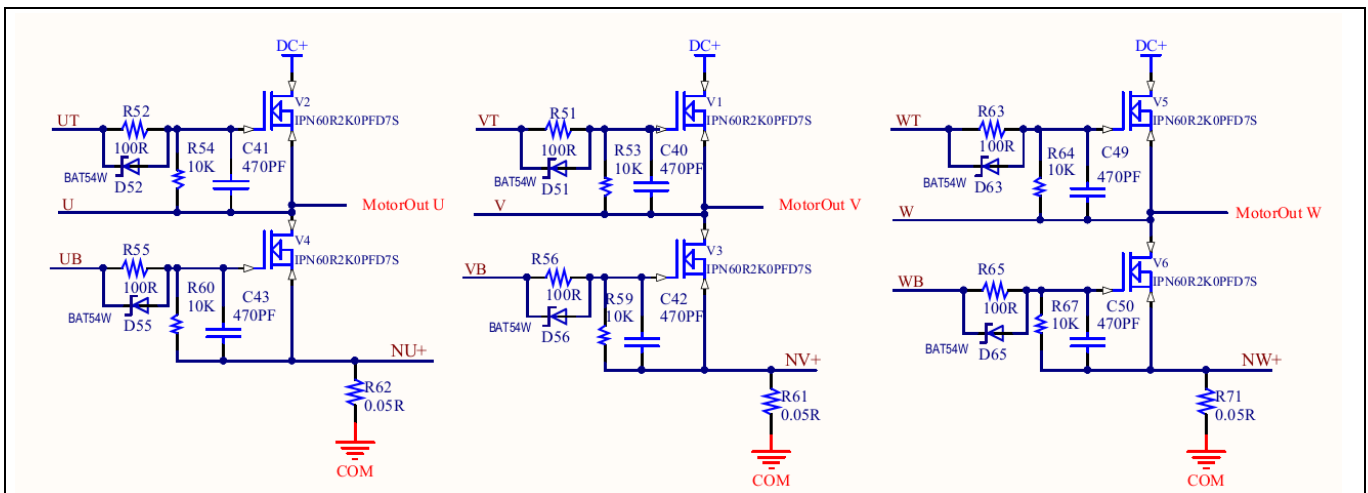 DC+
R52
V2
UT
IPN60R2K0PFD7S
100R
R54
10K
C41
470PF
BAT54W
D52
U
MotorOut U
V4
R55
UB
IPN60R2K0PFD7S
100R
R60
10K
C43
470PF
BAT54W
D55
NU+
R62
0.05R
COM
DC+
R51
V1
VT
IPN60R2K0PFD7S
100R
R53
10K
C40
470PF
BAT54W
D51
V
MotorOut V
V3
R56
VB
IPN60R2K0PFD7S
100R
R59
10K
C42
470PF
BAT54W
D56
NV+
R61
0.05R
COM
DC+
R63
V5
WT
IPN60R2K0PFD7S
100R
R64
10K
C49
470PF
BAT54W
D63
W
MotorOut W
V6
R65
WB
IPN60R2K0PFD7S
100R
R67
10K
C50
470PF
BAT54W
D65
NW+
R71
0.05R
COM